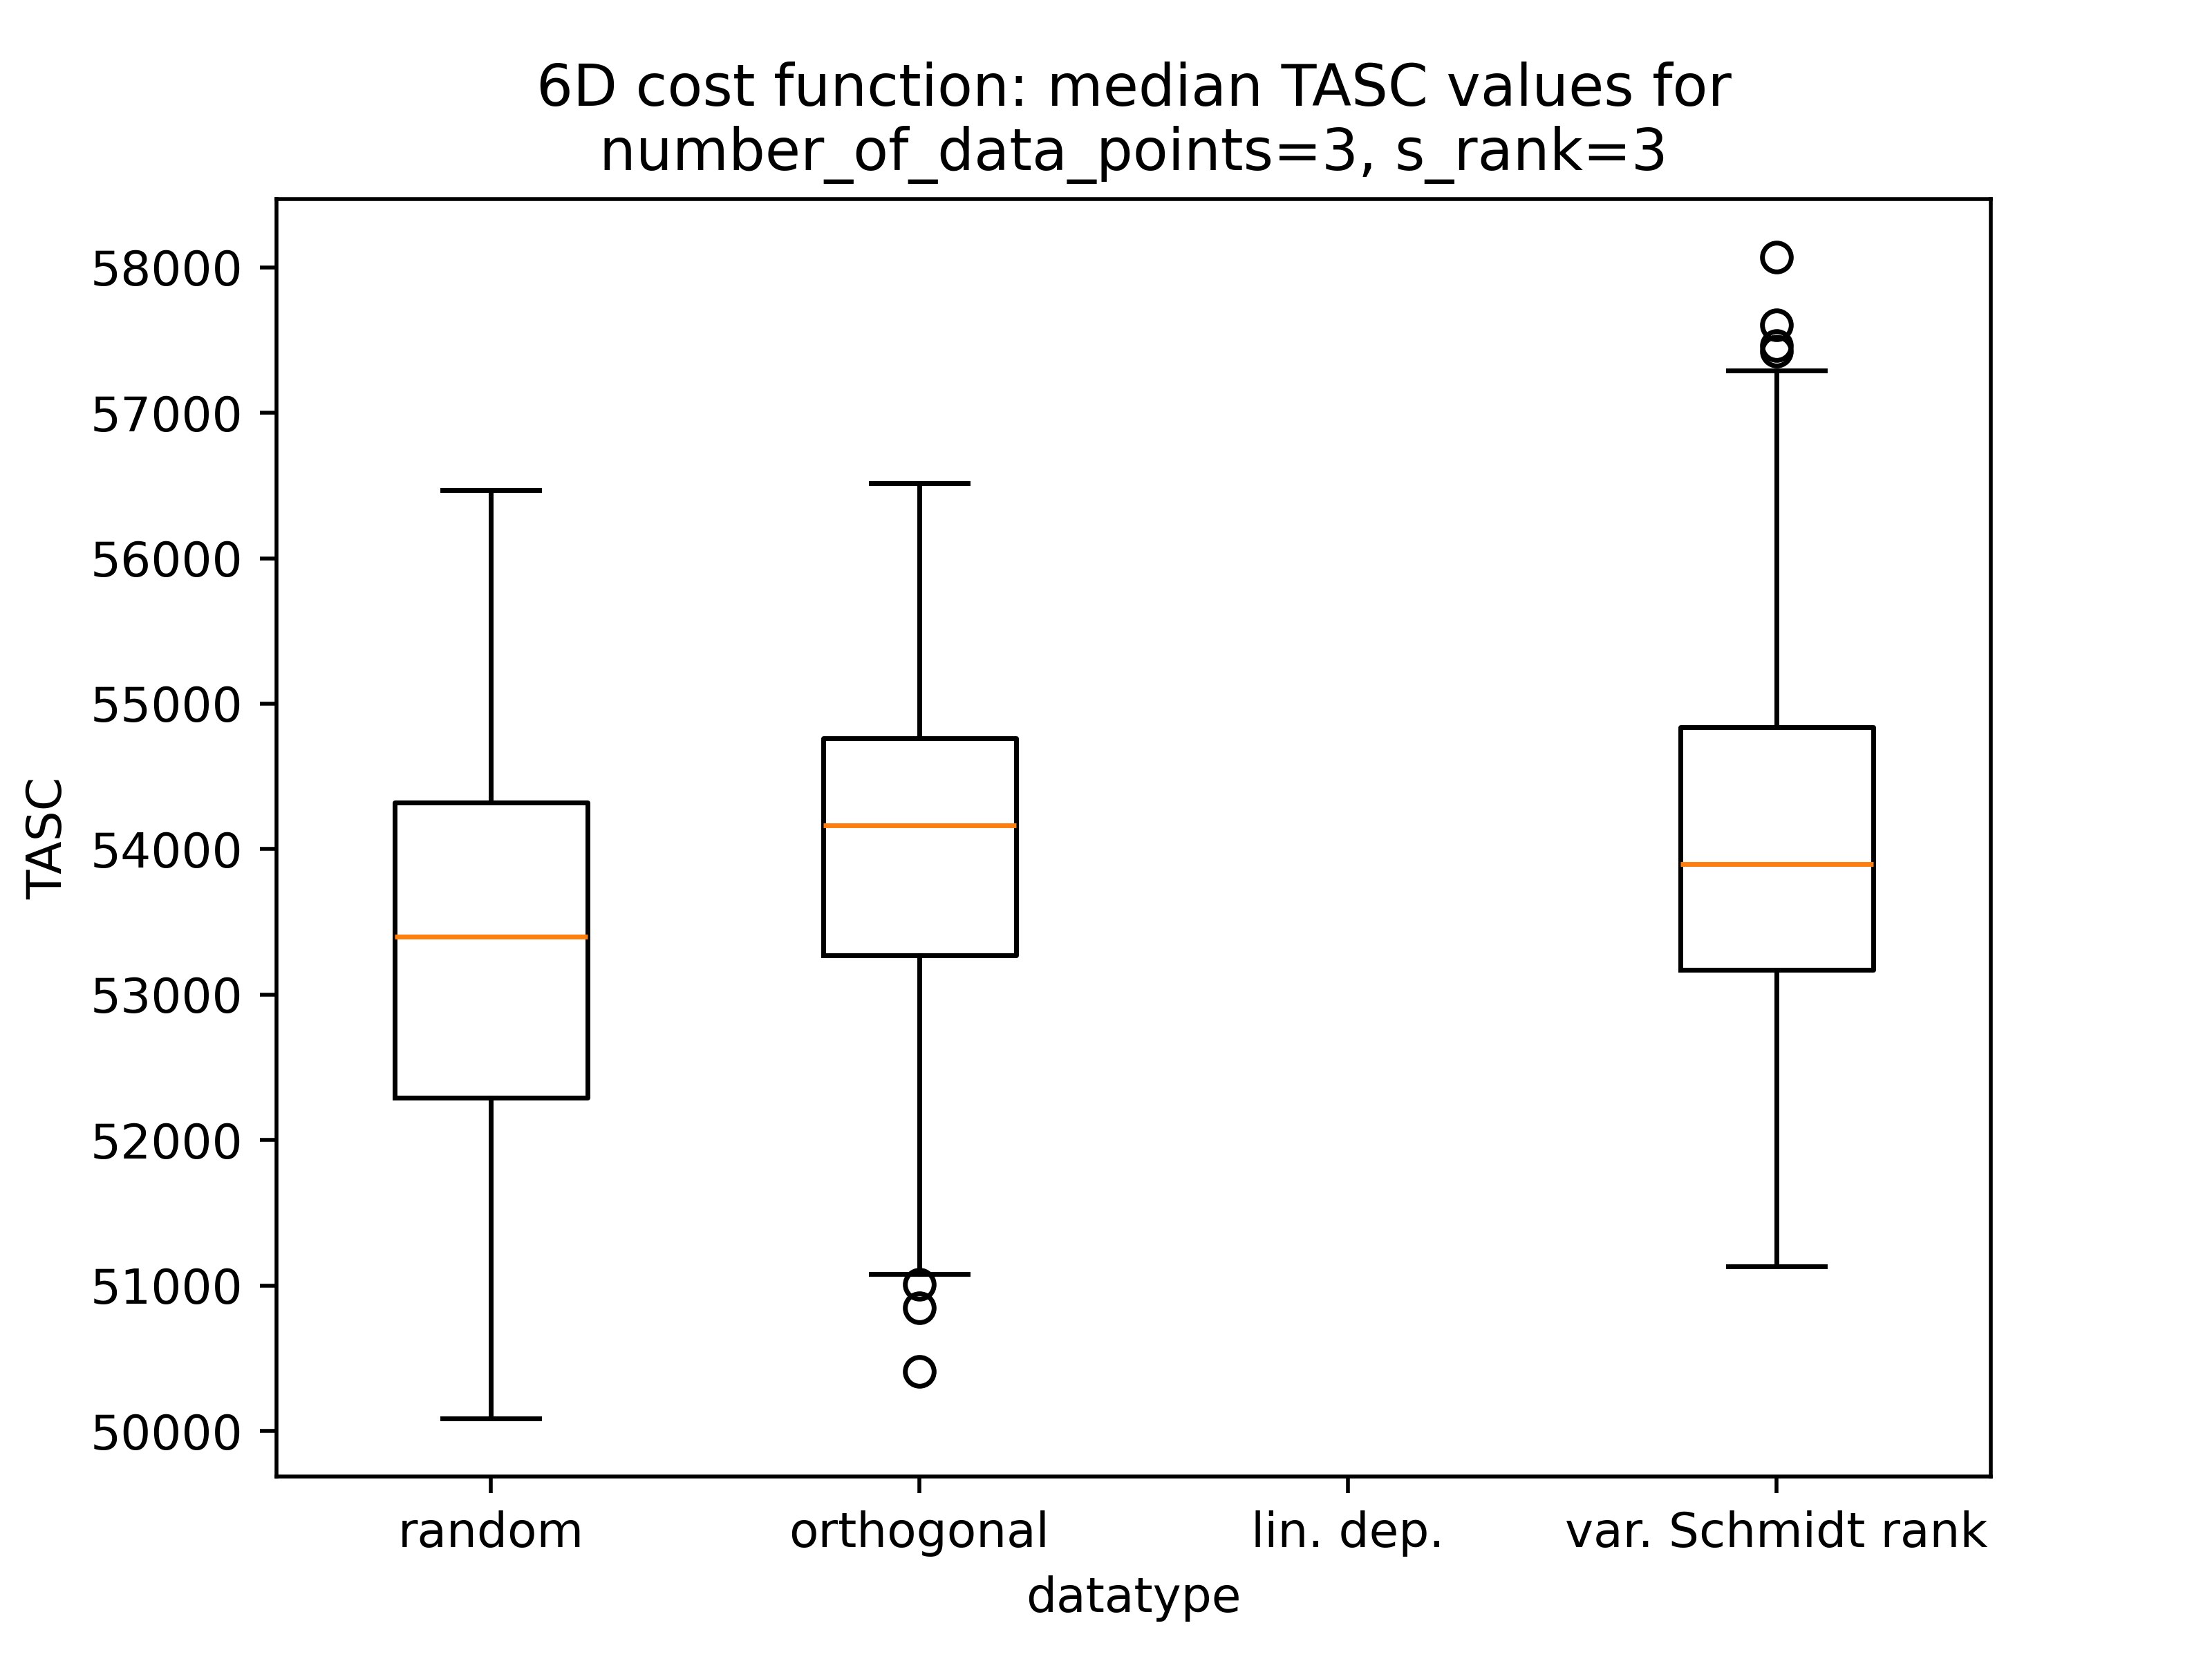 6D cost function: median TASC values for
number_of_data_points=3, s_rank=3
58000
57000
56000
55000
54000
53000
52000
51000
50000
TASC
random
orthogonal
lin. dep.
var. Schmidt rank
datatype